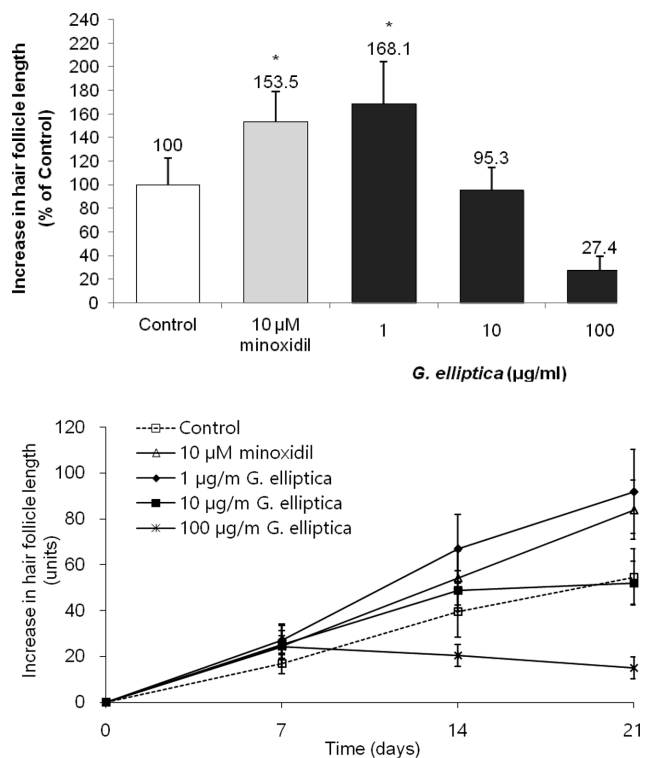 Increase in hair follicle length
(% of Control)
240
220
200
180
160
140
120
100
80
60
40
20
0
100
*
153.5
*
168.1
95.3
27.4
Control
10 µM
minoxidil
1
10
100
G. elliptica (µg/ml)
Increase in hair follicle length
(units)
120
100
80
60
40
20
0
Control
10 µM minoxidil
1 µg/m G. elliptica
10 µg/m G. elliptica
100 µg/m G. elliptica
0
7
14
21
Time (days)